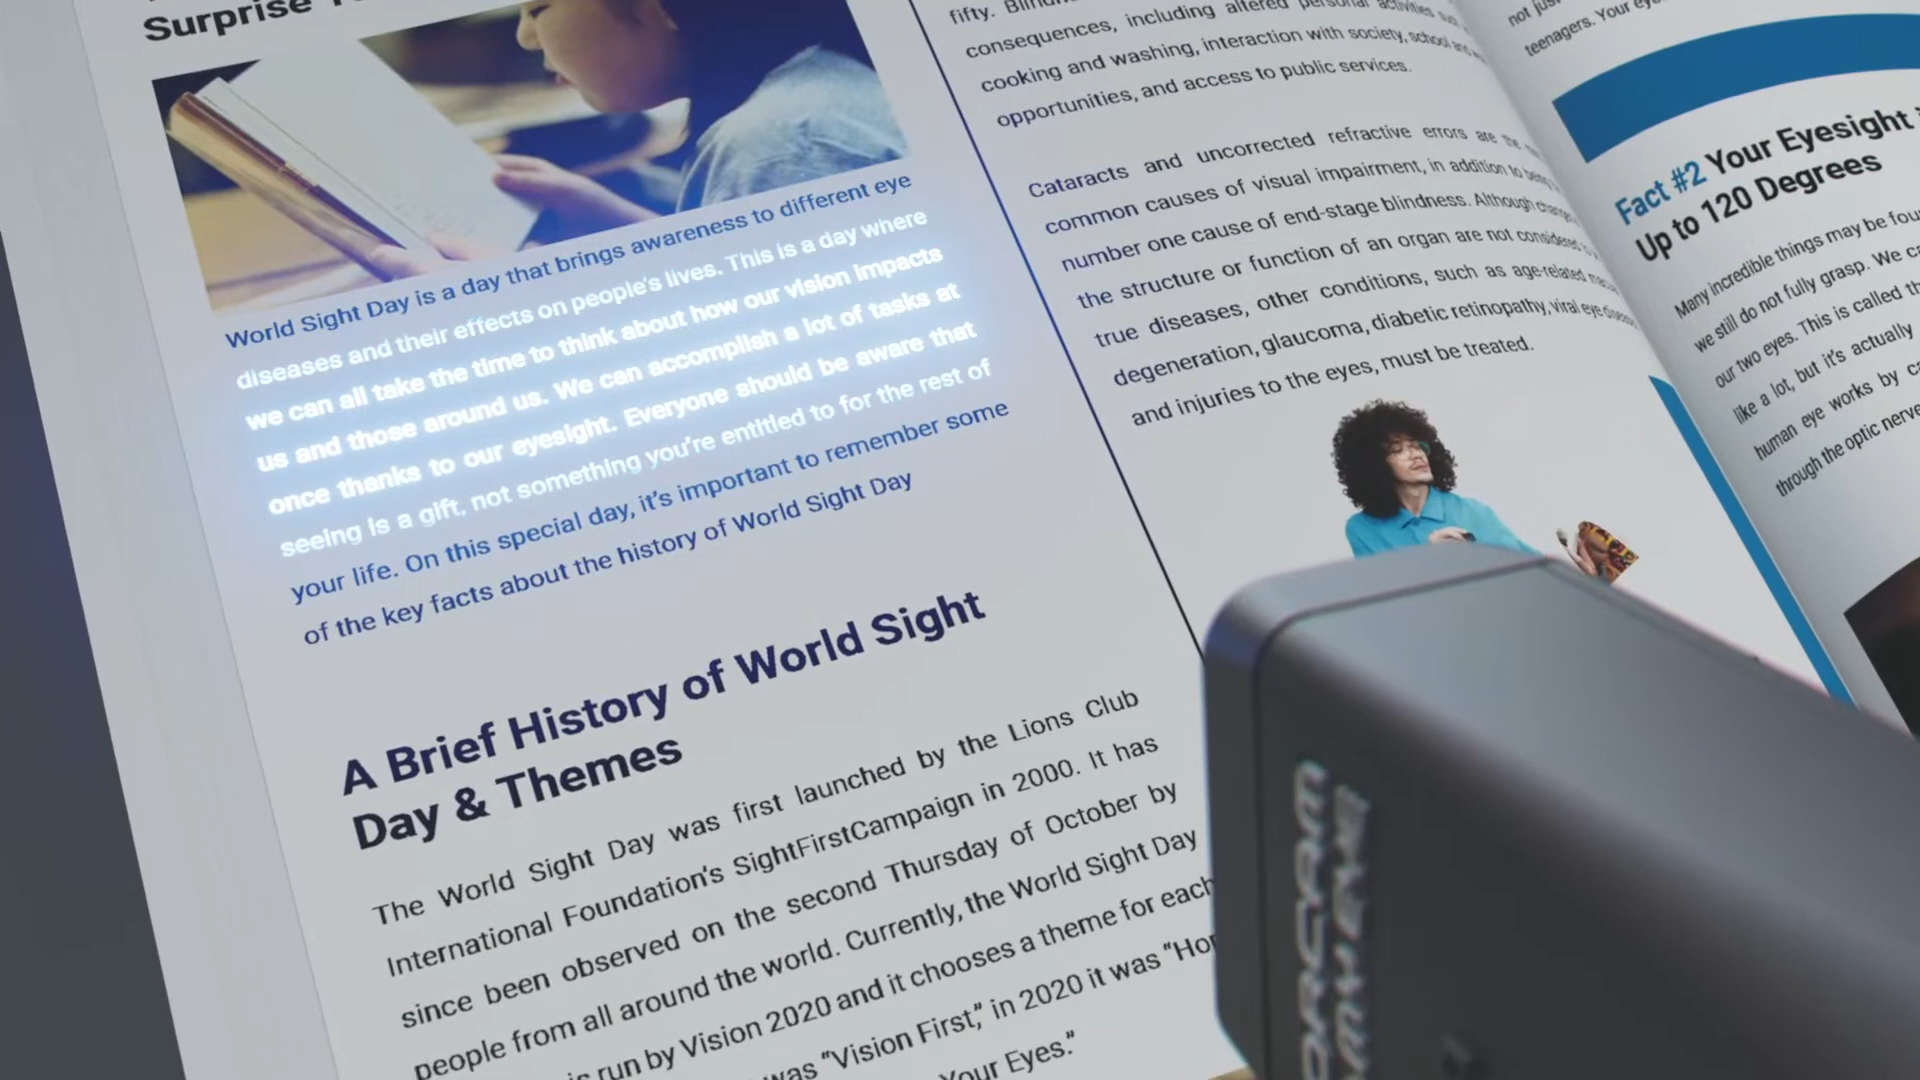 Surprise
World Sight Day is a day that brings awareness to different eye
diseases and their effects on people's lives. This is a day where
we can all take the time to think about how our vision impacts
us and those around us. We can accomplish a lot of tasks at
once thanks to our eyesight. Everyone should be aware that
seeing is a gift, not something you're entitled to for the rest of
your life. On this special day, it's important to remember some
of the key facts about the history of World Sight Day
A Brief History of World Sight
Day & Themes
The World Sight Day was first launched by the Lions Club
International Foundation's SightFirstCampaign in 2000. It has
since been observed on the second Thursday of October by
people from all around the world. Currently, the World Sight Day
is run by Vision 2020 and it chooses a theme for each
was "Vision First," in 2020 it was
Your Eyes."
fifty.
consequences, including altered personal activities
cooking and washing, interaction with society, school and
opportunities, and access to public services.
Cataracts and uncorrected refractive errors are the
common causes of visual impairment, in addition to being
number one cause of end-stage blindness. Although
the structure or function of an organ are not considered
true diseases, other conditions, such as age-related
degeneration, glaucoma, diabetic retinopathy, viral eye
and injuries to the eyes, must be treated.
not just
teenagers. Your
Fact #2 Your Eyesight
Up to 120 Degrees
Many incredible things may be
we still do not fully grasp. We
our two eyes. This is called
like a lot, but it's actually
human eye works by
through the optic
ORCAM
MYEYE